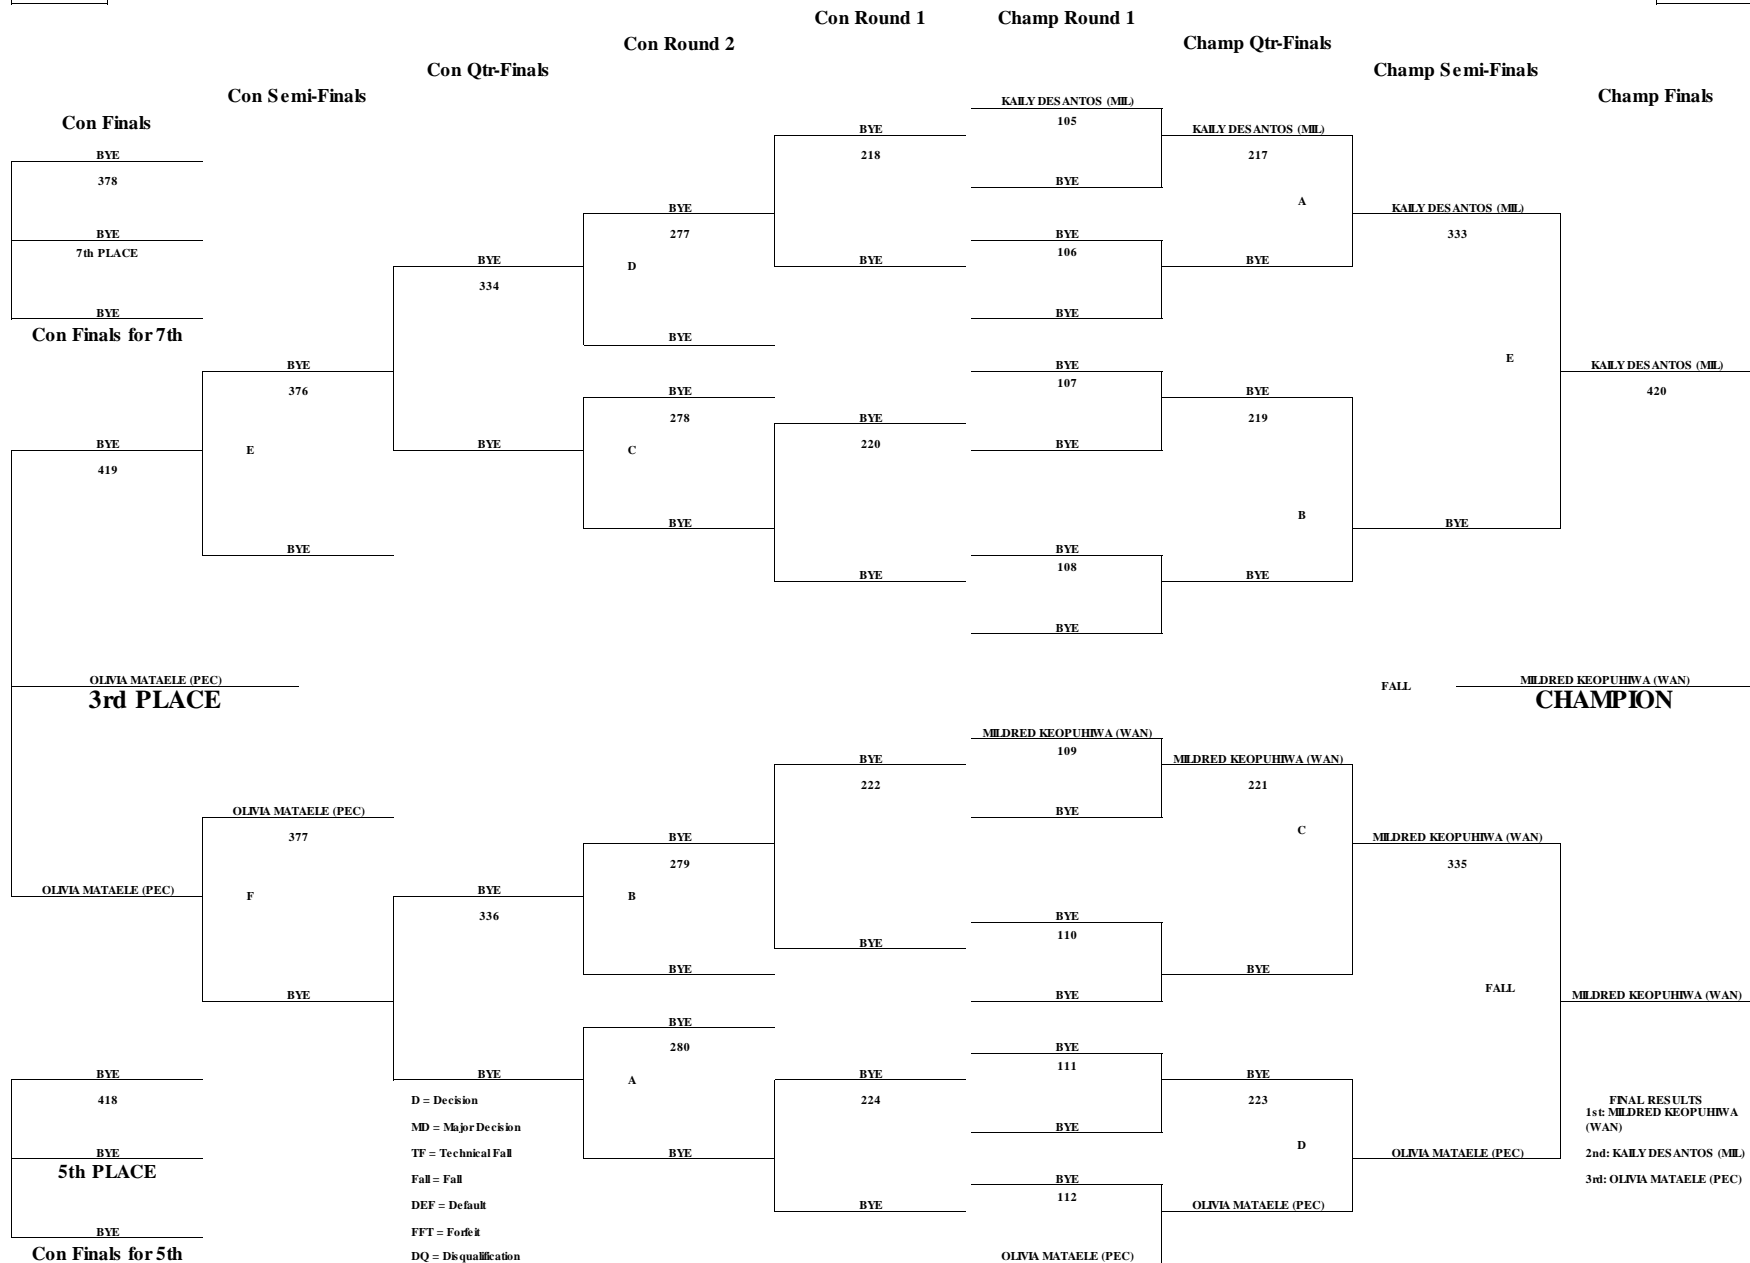 Con Round 1 Champ Round 1
Con Round 2 Champ Qtr-Finals
Con Qtr-Finals Champ Semi-Finals
Con Semi-Finals Champ Finals
KAILY DESANTOS (MIL)
Con Finals 105
BYE KAILY DESANTOS (MIL)
BYE 218 217
378 BYE
A
BYE KAILY DESANTOS (MIL)
BYE 277 BYE 333
7th PLACE 106
BYE D BYE BYE
334
BYE BYE
Con Finals for 7th BYE
E
BYE BYE KAILY DESANTOS (MIL)
376 BYE 107 BYE 420
278 BYE 219
BYE E BYE C 220 BYE
419
B
BYE BYE
BYE BYE
108
BYE BYE
BYE
OLIVIA MATAELE (PEC) FALL MILDRED KEOPUHIWA (WAN)
3rd PLACE CHAMPION
MILDRED KEOPUHIWA (WAN)
109
BYE MILDRED KEOPUHIWA (WAN)
222 221
OLIVIA MATAELE (PEC) BYE
377 BYE C MILDRED KEOPUHIWA (WAN)
279 335
OLIVIA MATAELE (PEC) F BYE B
336 BYE
110
BYE
BYE BYE
FALL
BYE BYE MILDRED KEOPUHIWA (WAN)
BYE
280 BYE
111
BYE BYE A BYE BYE
418 D = Decision 224 223 FINAL RESULTS
MD = Major Decision BYE 1st: MILDRED KEOPUHIWA
(WAN)
D
BYE TF = Technical Fall BYE OLIVIA MATAELE (PEC) 2nd: KAILY DESANTOS (MIL)
5th PLACE
Fall = Fall BYE 3rd: OLIVIA MATAELE (PEC)
112
DEF = Default BYE OLIVIA MATAELE (PEC)
BYE FFT = Forfeit
Con Finals for 5th DQ = Disqualification OLIVIA MATAELE (PEC)